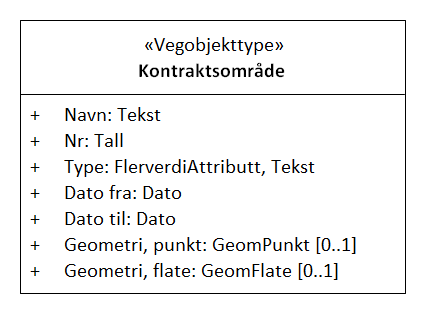 «Vegobjekttype»
Kontraktsområde
+ Navn: Tekst
+ Nr: Tall
+ Type: FlerverdiAttributt, Tekst
+ Dato fra: Dato
+ Dato til: Dato
+ Geometri, punkt: GeomPunkt [0..1]
+ Geometri, flate: GeomFlate [0..1]